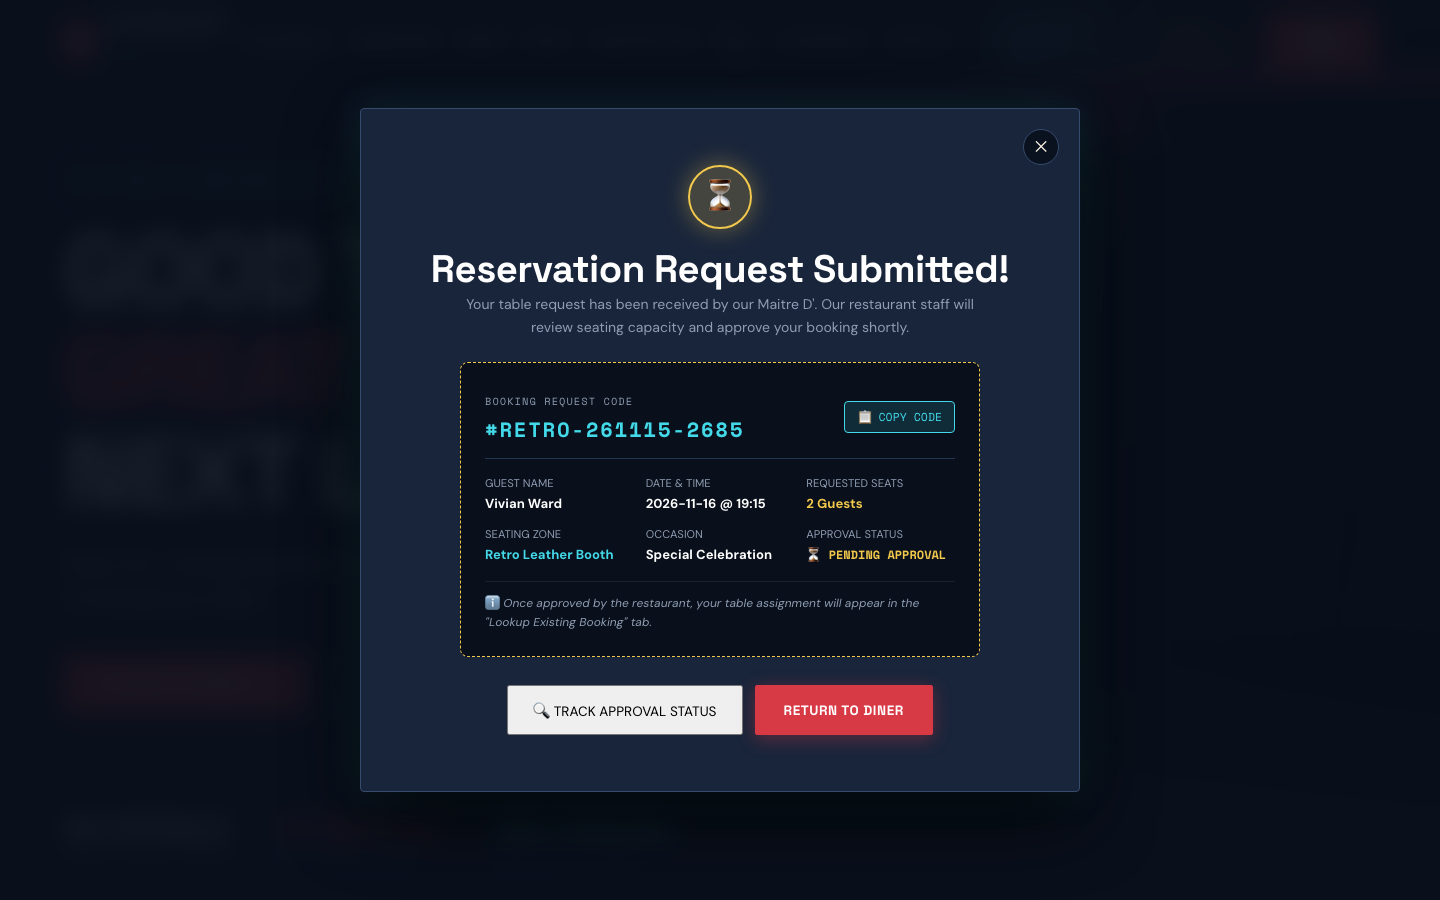 Reservation Request Submitted!
Your table request has been received by our Maitre D'. Our restaurant staff will
review seating capacity and approve your booking shortly.
BOOKING REQUEST CODE
#RETRO-261115-2685
COPY CODE
GUEST NAME
Vivian Ward
DATE & TIME
2026-11-16 @ 19:15
REQUESTED SEATS
2 Guests
SEATING ZONE
Retro Leather Booth
OCCASION
Special Celebration
APPROVAL STATUS
⏳ PENDING APPROVAL
ℹ️ Once approved by the restaurant, your table assignment will appear in the
"Lookup Existing Booking" tab.
🔍 TRACK APPROVAL STATUS
RETURN TO DINER